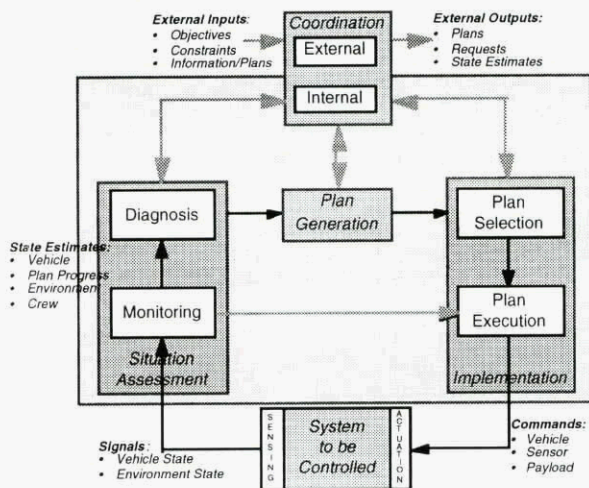 External Inputs:
• Objectives
• Constraints
• Information/Plans
Coordination
External
Internal
External Outputs:
• Plans
• Requests
• State Estimates
Diagnosis
Monitoring
Situation
Assessment
Plan
Generation
Plan
Selection
Plan
Execution
Implementation
State Estimates:
• Vehicle
• Plan Progress
• Environment
• Crew
SENSING
System
to be
Controlled
ACTUATION
Signals:
• Vehicle State
• Environment State
Commands:
• Vehicle
• Sensor
• Payload